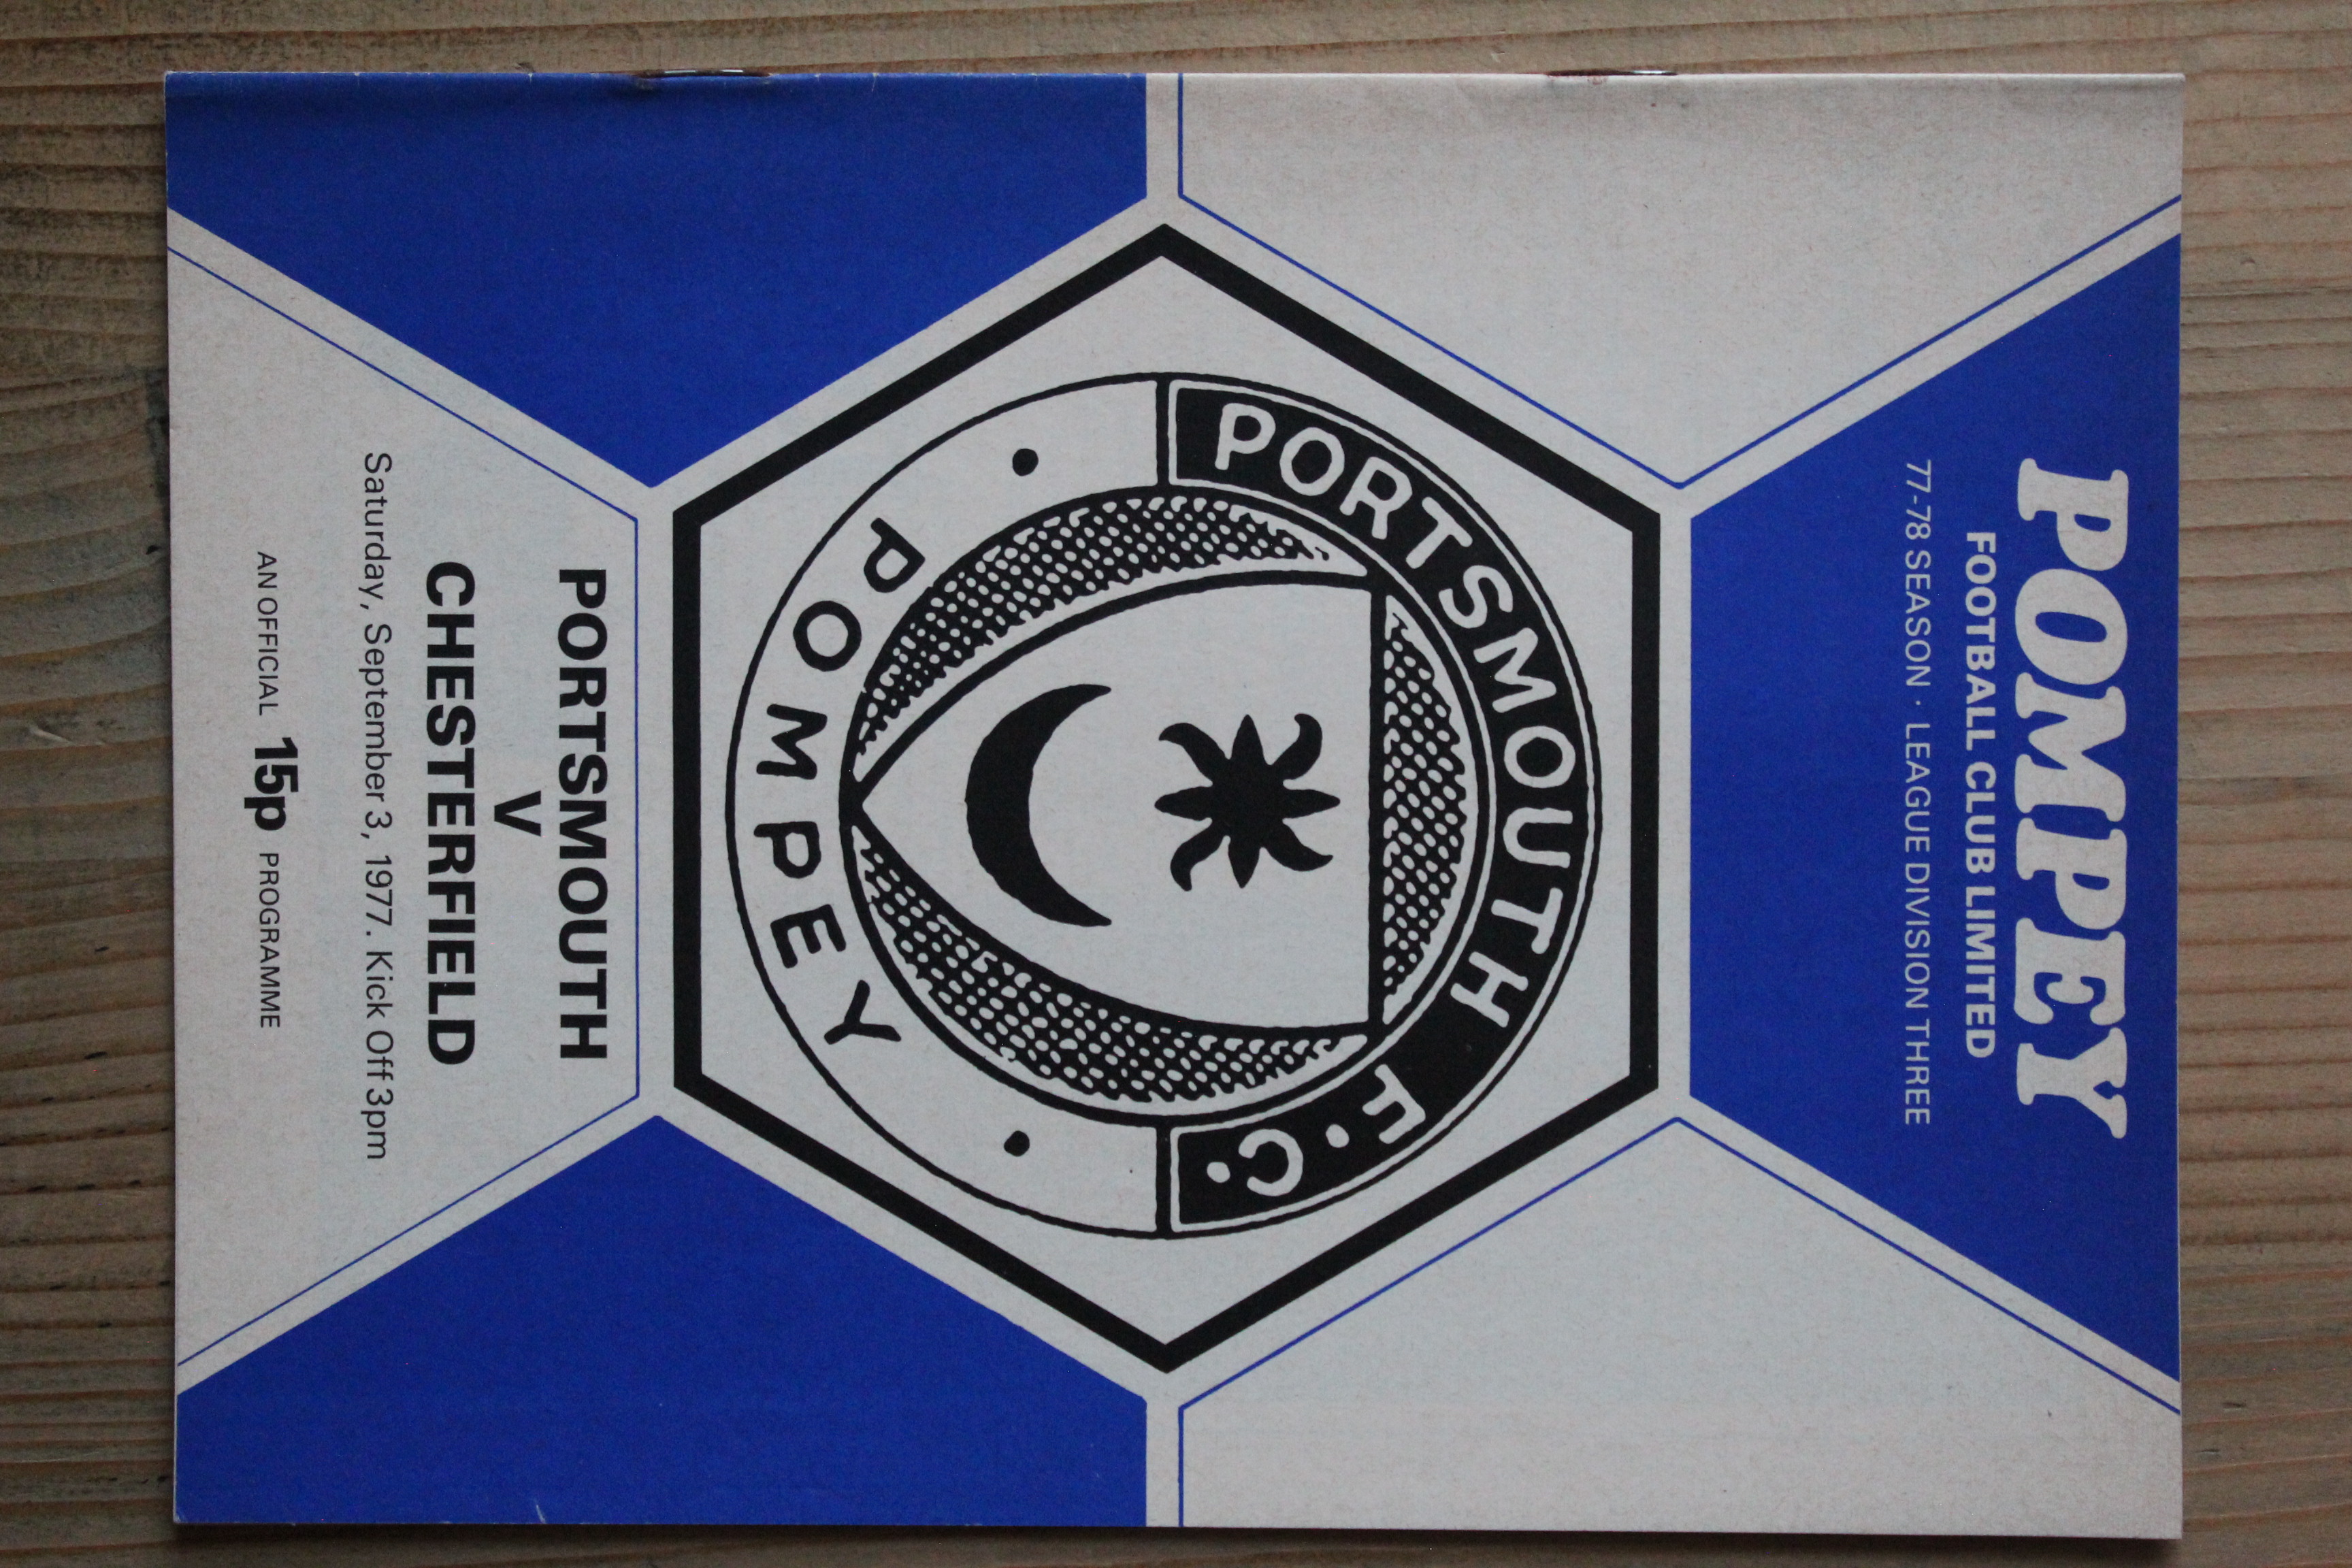 POMPEY
FOOTBALL CLUB LIMITED
77-78 SEASON · LEAGUE DIVISION THREE
PORTSMOUTH F.C.
• POMPEY •
PORTSMOUTH
V
CHESTERFIELD
Saturday, September 3, 1977. Kick Off 3pm
AN OFFICIAL 15p PROGRAMME